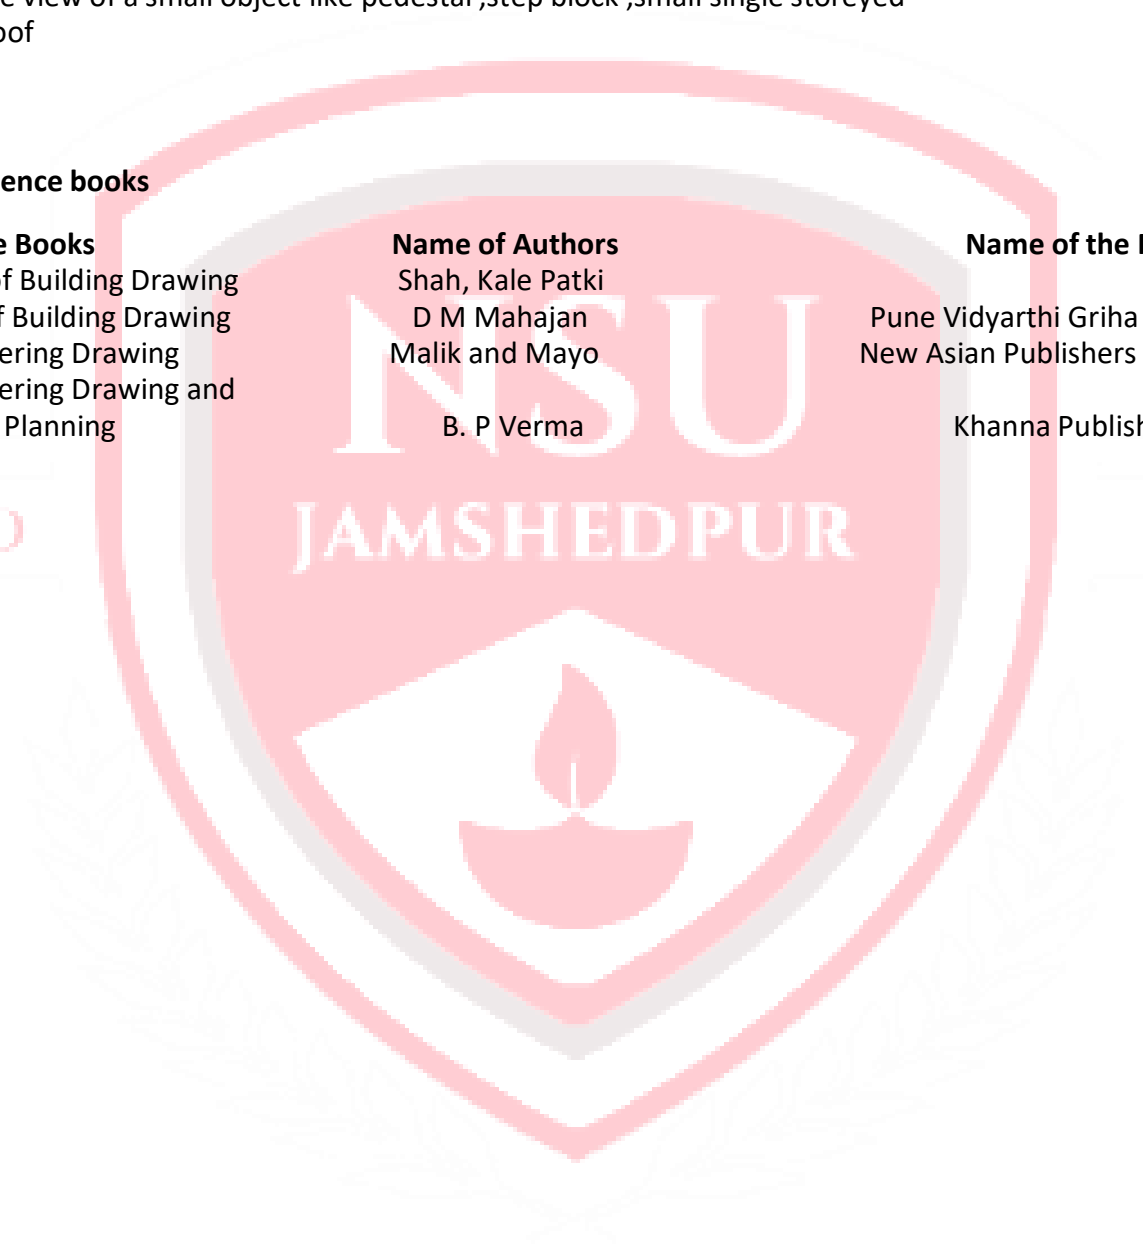 view of a small object like pedestal ,step block ,small single storeyed
ence books
Books Name of Authors Name of the
of Building Drawing Shah, Kale Patki
Building Drawing D M Mahajan Pune Vidyarthi Griha
ering Drawing Malik and Mayo New Asian Publishers
ering Drawing and
Planning B. P Verma Khanna Publish
NSU
JAMSHEDPUR